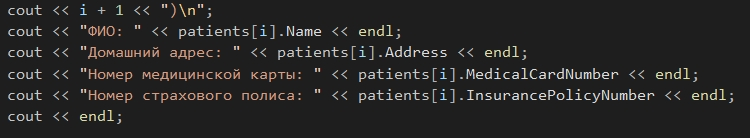 cout << i + 1 << ")\n";
cout << "ФИО: " << patients[i].Name << endl;
cout << "Домашний адрес: " << patients[i].Address << endl;
cout << "Номер медицинской карты: " << patients[i].MedicalCardNumber << endl;
cout << "Номер страхового полиса: " << patients[i].InsurancePolicyNumber << endl;
cout << endl;